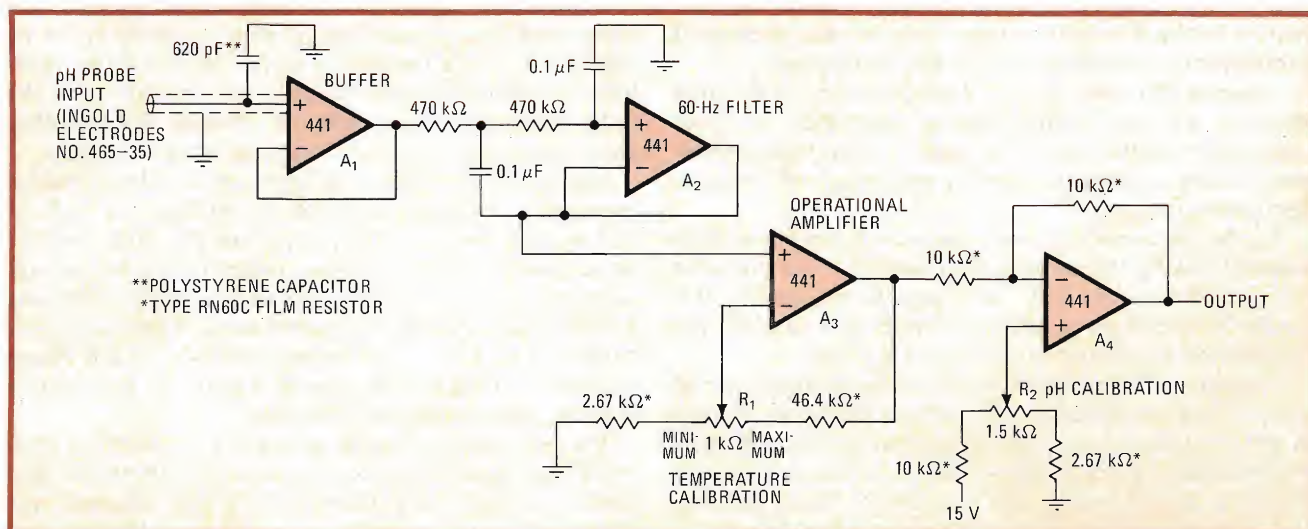 620 pF**
pH PROBE
INPUT
(INGOLD
ELECTRODES
NO. 465–35)
BUFFER
+
441
−
A1
470 kΩ
470 kΩ
0.1 µF
0.1 µF
60-Hz FILTER
+
441
−
A2
**POLYSTYRENE CAPACITOR
*TYPE RN60C FILM RESISTOR
OPERATIONAL
AMPLIFIER
+
441
−
A3
2.67 kΩ*
R1
46.4 kΩ*
MINI-
MUM
1 kΩ
MAXI-
MUM
TEMPERATURE
CALIBRATION
10 kΩ*
10 kΩ*
−
441
+
A4
OUTPUT
R2 pH CALIBRATION
1.5 kΩ
10 kΩ*
2.67 kΩ*
15 V